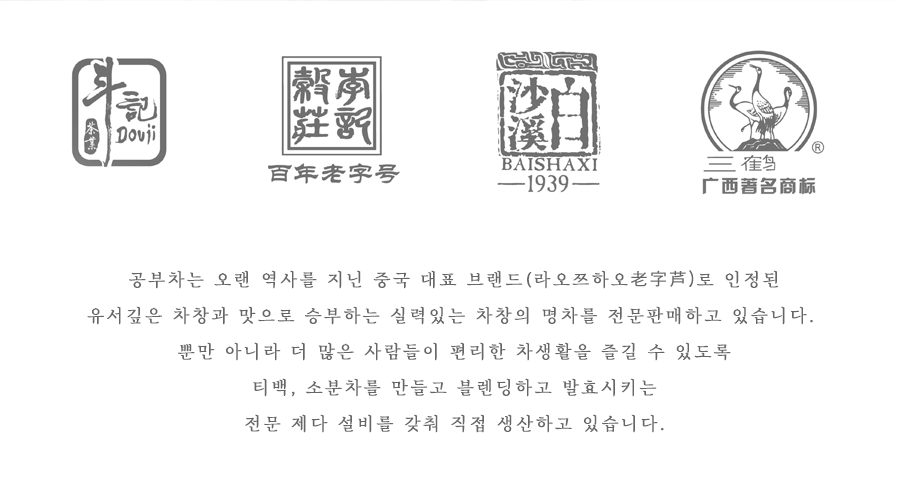 斗記
Douji
茶業
李記
穀莊
百年老字号
白沙溪
BAISHAXI
1939
三鹤
®
广西著名商标
공부차는 오랜 역사를 지닌 중국 대표 브랜드(라오쯔하오老字芦)로 인정된
유서깊은 차창과 맛으로 승부하는 실력있는 차창의 명차를 전문판매하고 있습니다.
뿐만 아니라 더 많은 사람들이 편리한 차생활을 즐길 수 있도록
티백, 소분차를 만들고 블렌딩하고 발효시키는
전문 제다 설비를 갖춰 직접 생산하고 있습니다.